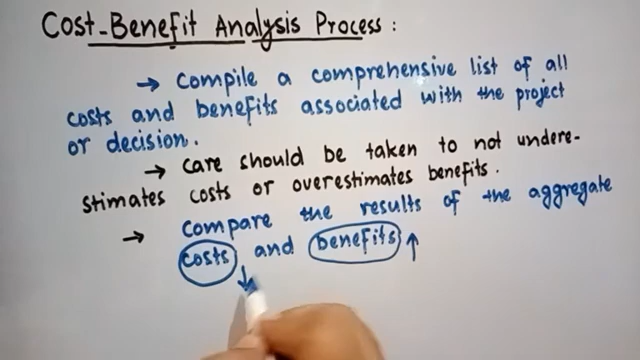 Cost-Benefit Analysis Process :
→ Compile a comprehensive list of all
costs and benefits associated with the project
or decision.
→ care should be taken to not undere-
stimates costs or overestimates benefits.
→ compare the results of the aggregate
costs and benefits ↑
↓